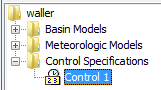 waller
Basin Models
Meteorologic Models
Control Specifications
Control 1